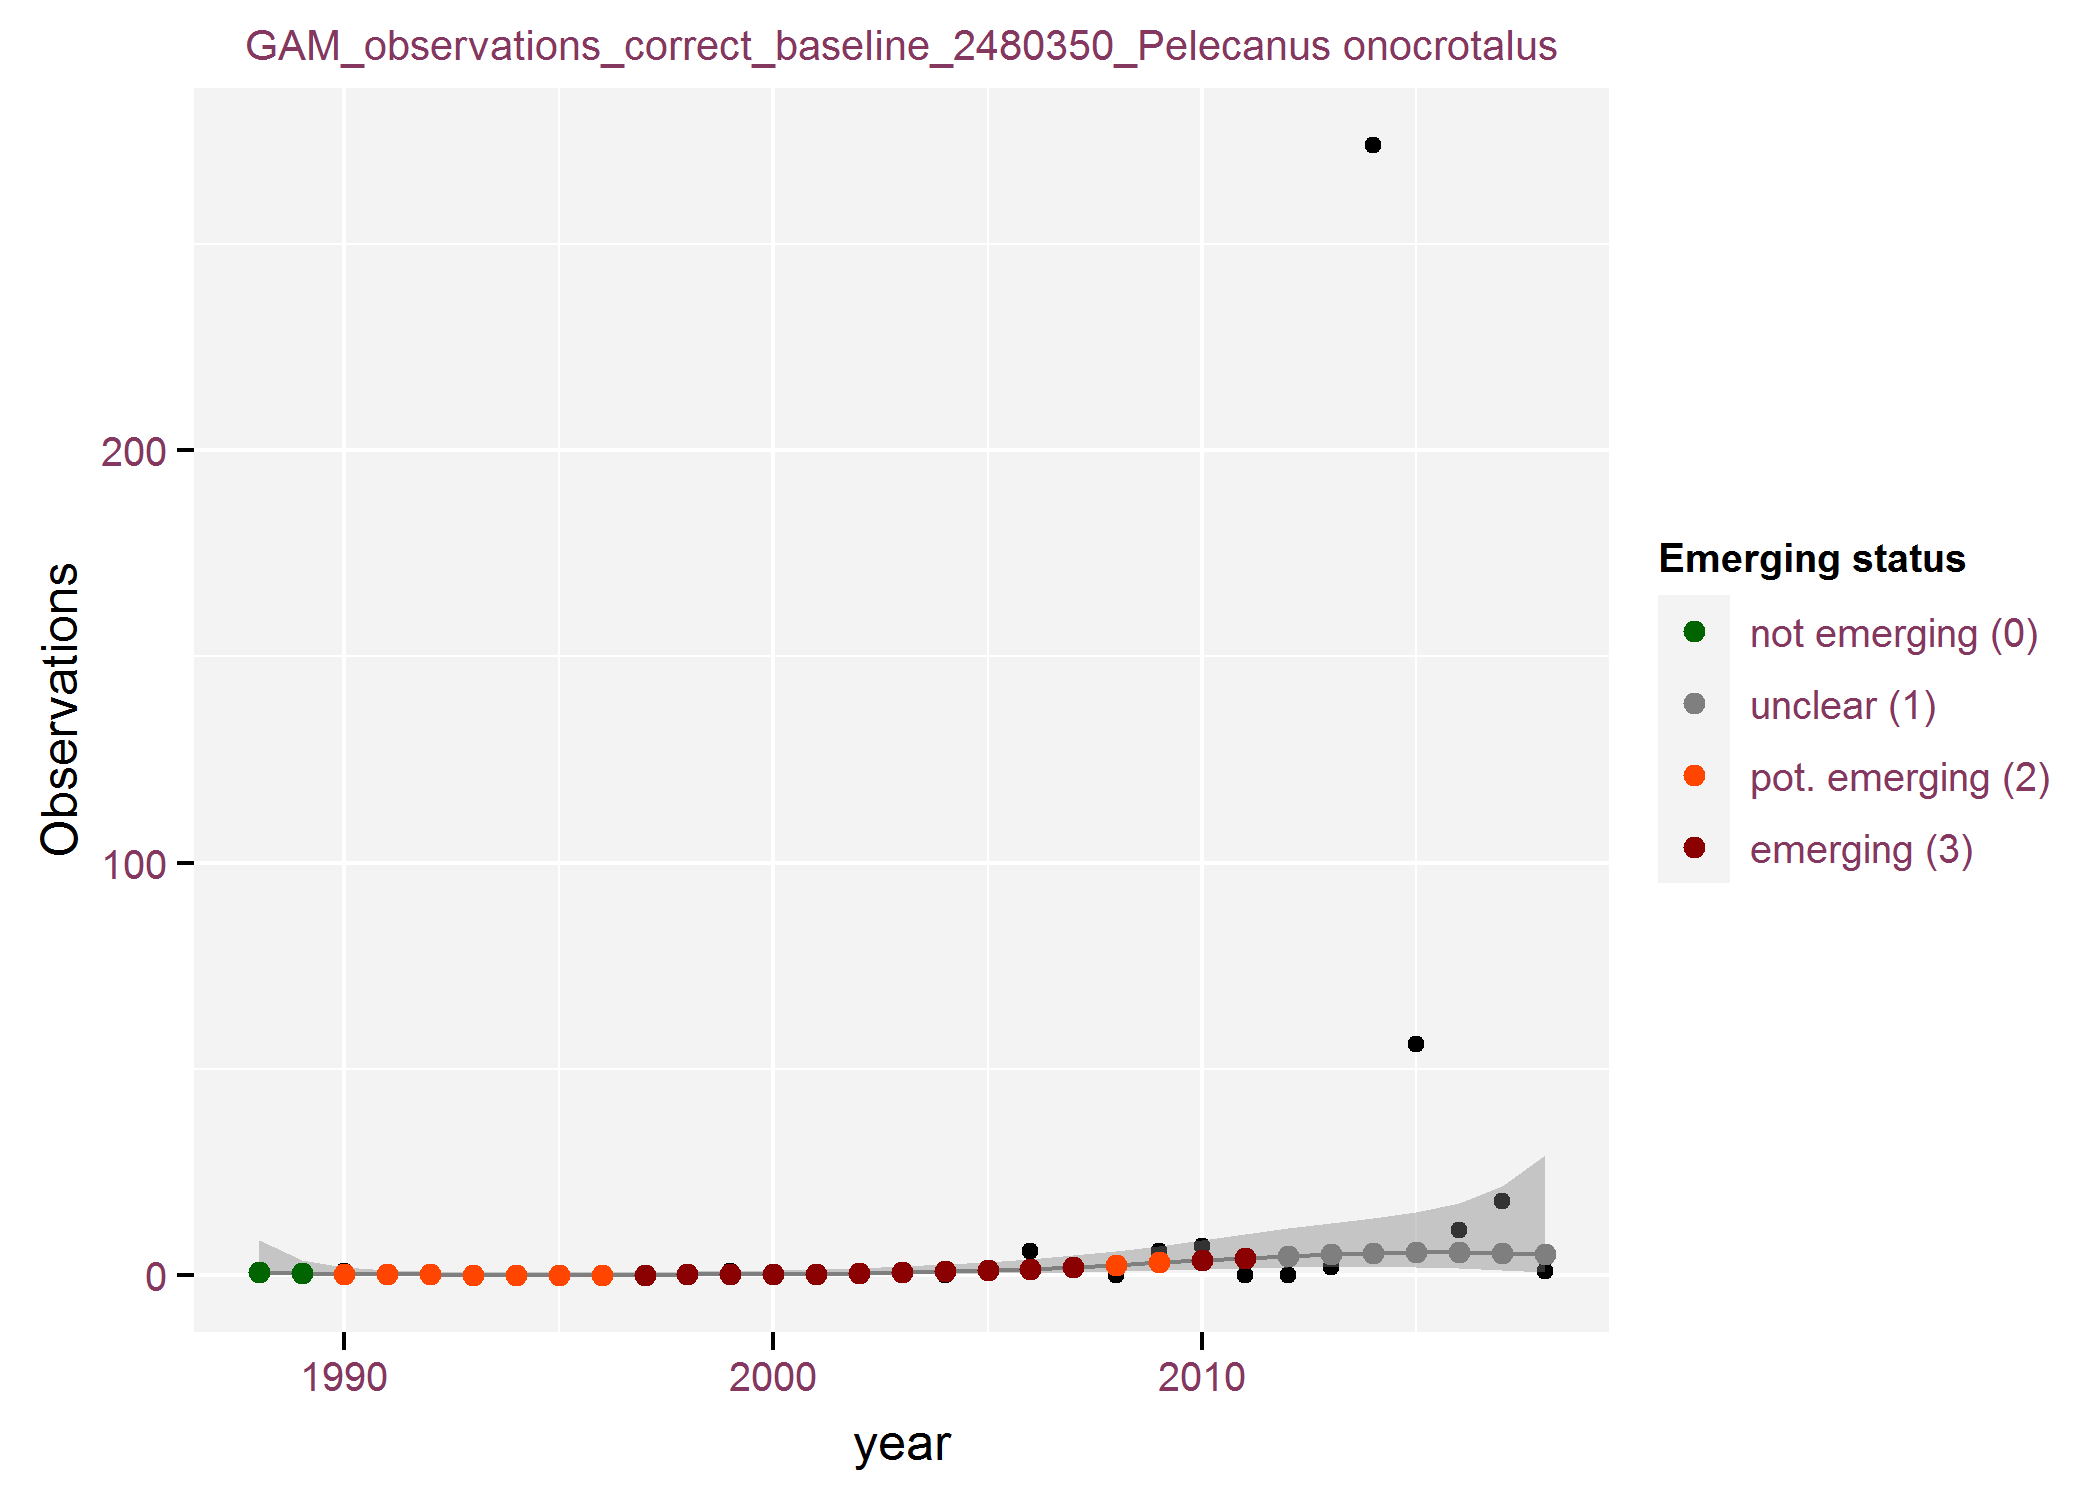 GAM_observations_correct_baseline_2480350_Pelecanus onocrotalus
Observations
200
100
0
1990
2000
2010
year
Emerging status
not emerging (0)
unclear (1)
pot. emerging (2)
emerging (3)